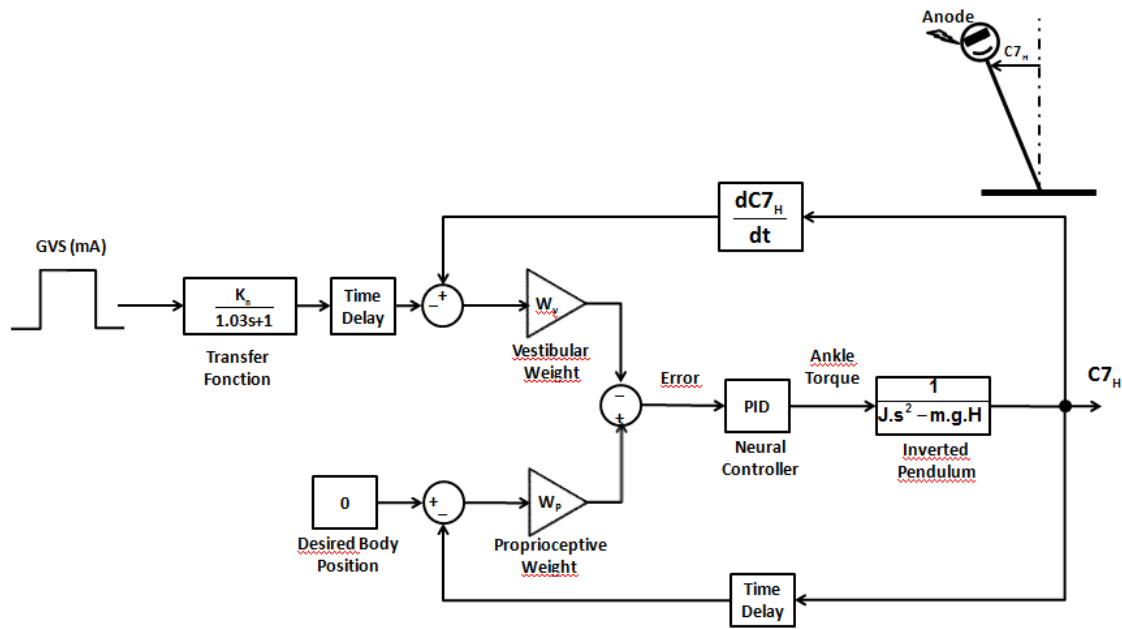 Anode
C7H
dC7H
dt
GVS (mA)
Kn
1.03s+1
Time
Delay
+
−
Wv
Transfer
Fonction
Vestibular
Weight
−
+
Error
PID
Neural
Controller
Ankle
Torque
1
J.s² − m.g.H
Inverted
Pendulum
C7H
0
Desired Body
Position
+
−
WP
Proprioceptive
Weight
Time
Delay